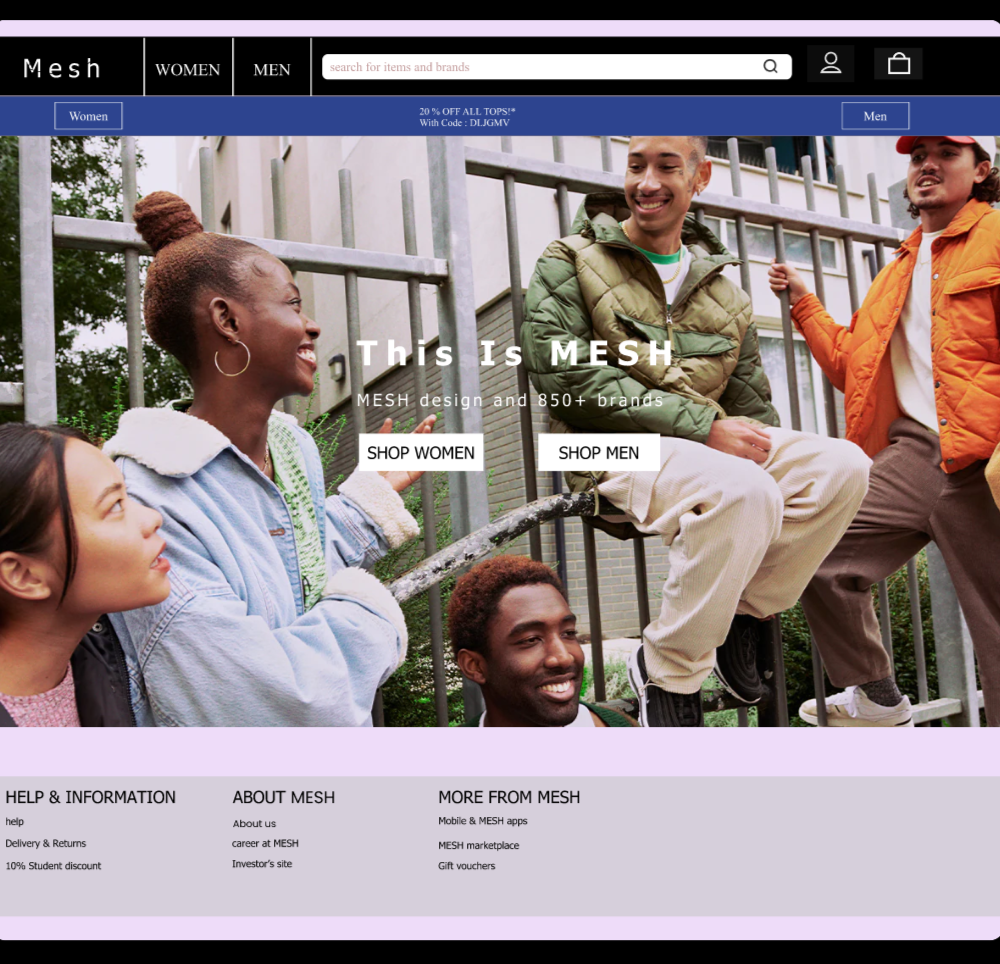 Mesh
WOMEN
MEN
search for items and brands
Women
20 % OFF ALL TOPS!*
With Code : DLJGMV
Men
This Is MESH
MESH design and 850+ brands
SHOP WOMEN
SHOP MEN
HELP & INFORMATION
help
Delivery & Returns
10% Student discount
ABOUT MESH
About us
career at MESH
Investor's site
MORE FROM MESH
Mobile & MESH apps
MESH marketplace
Gift vouchers